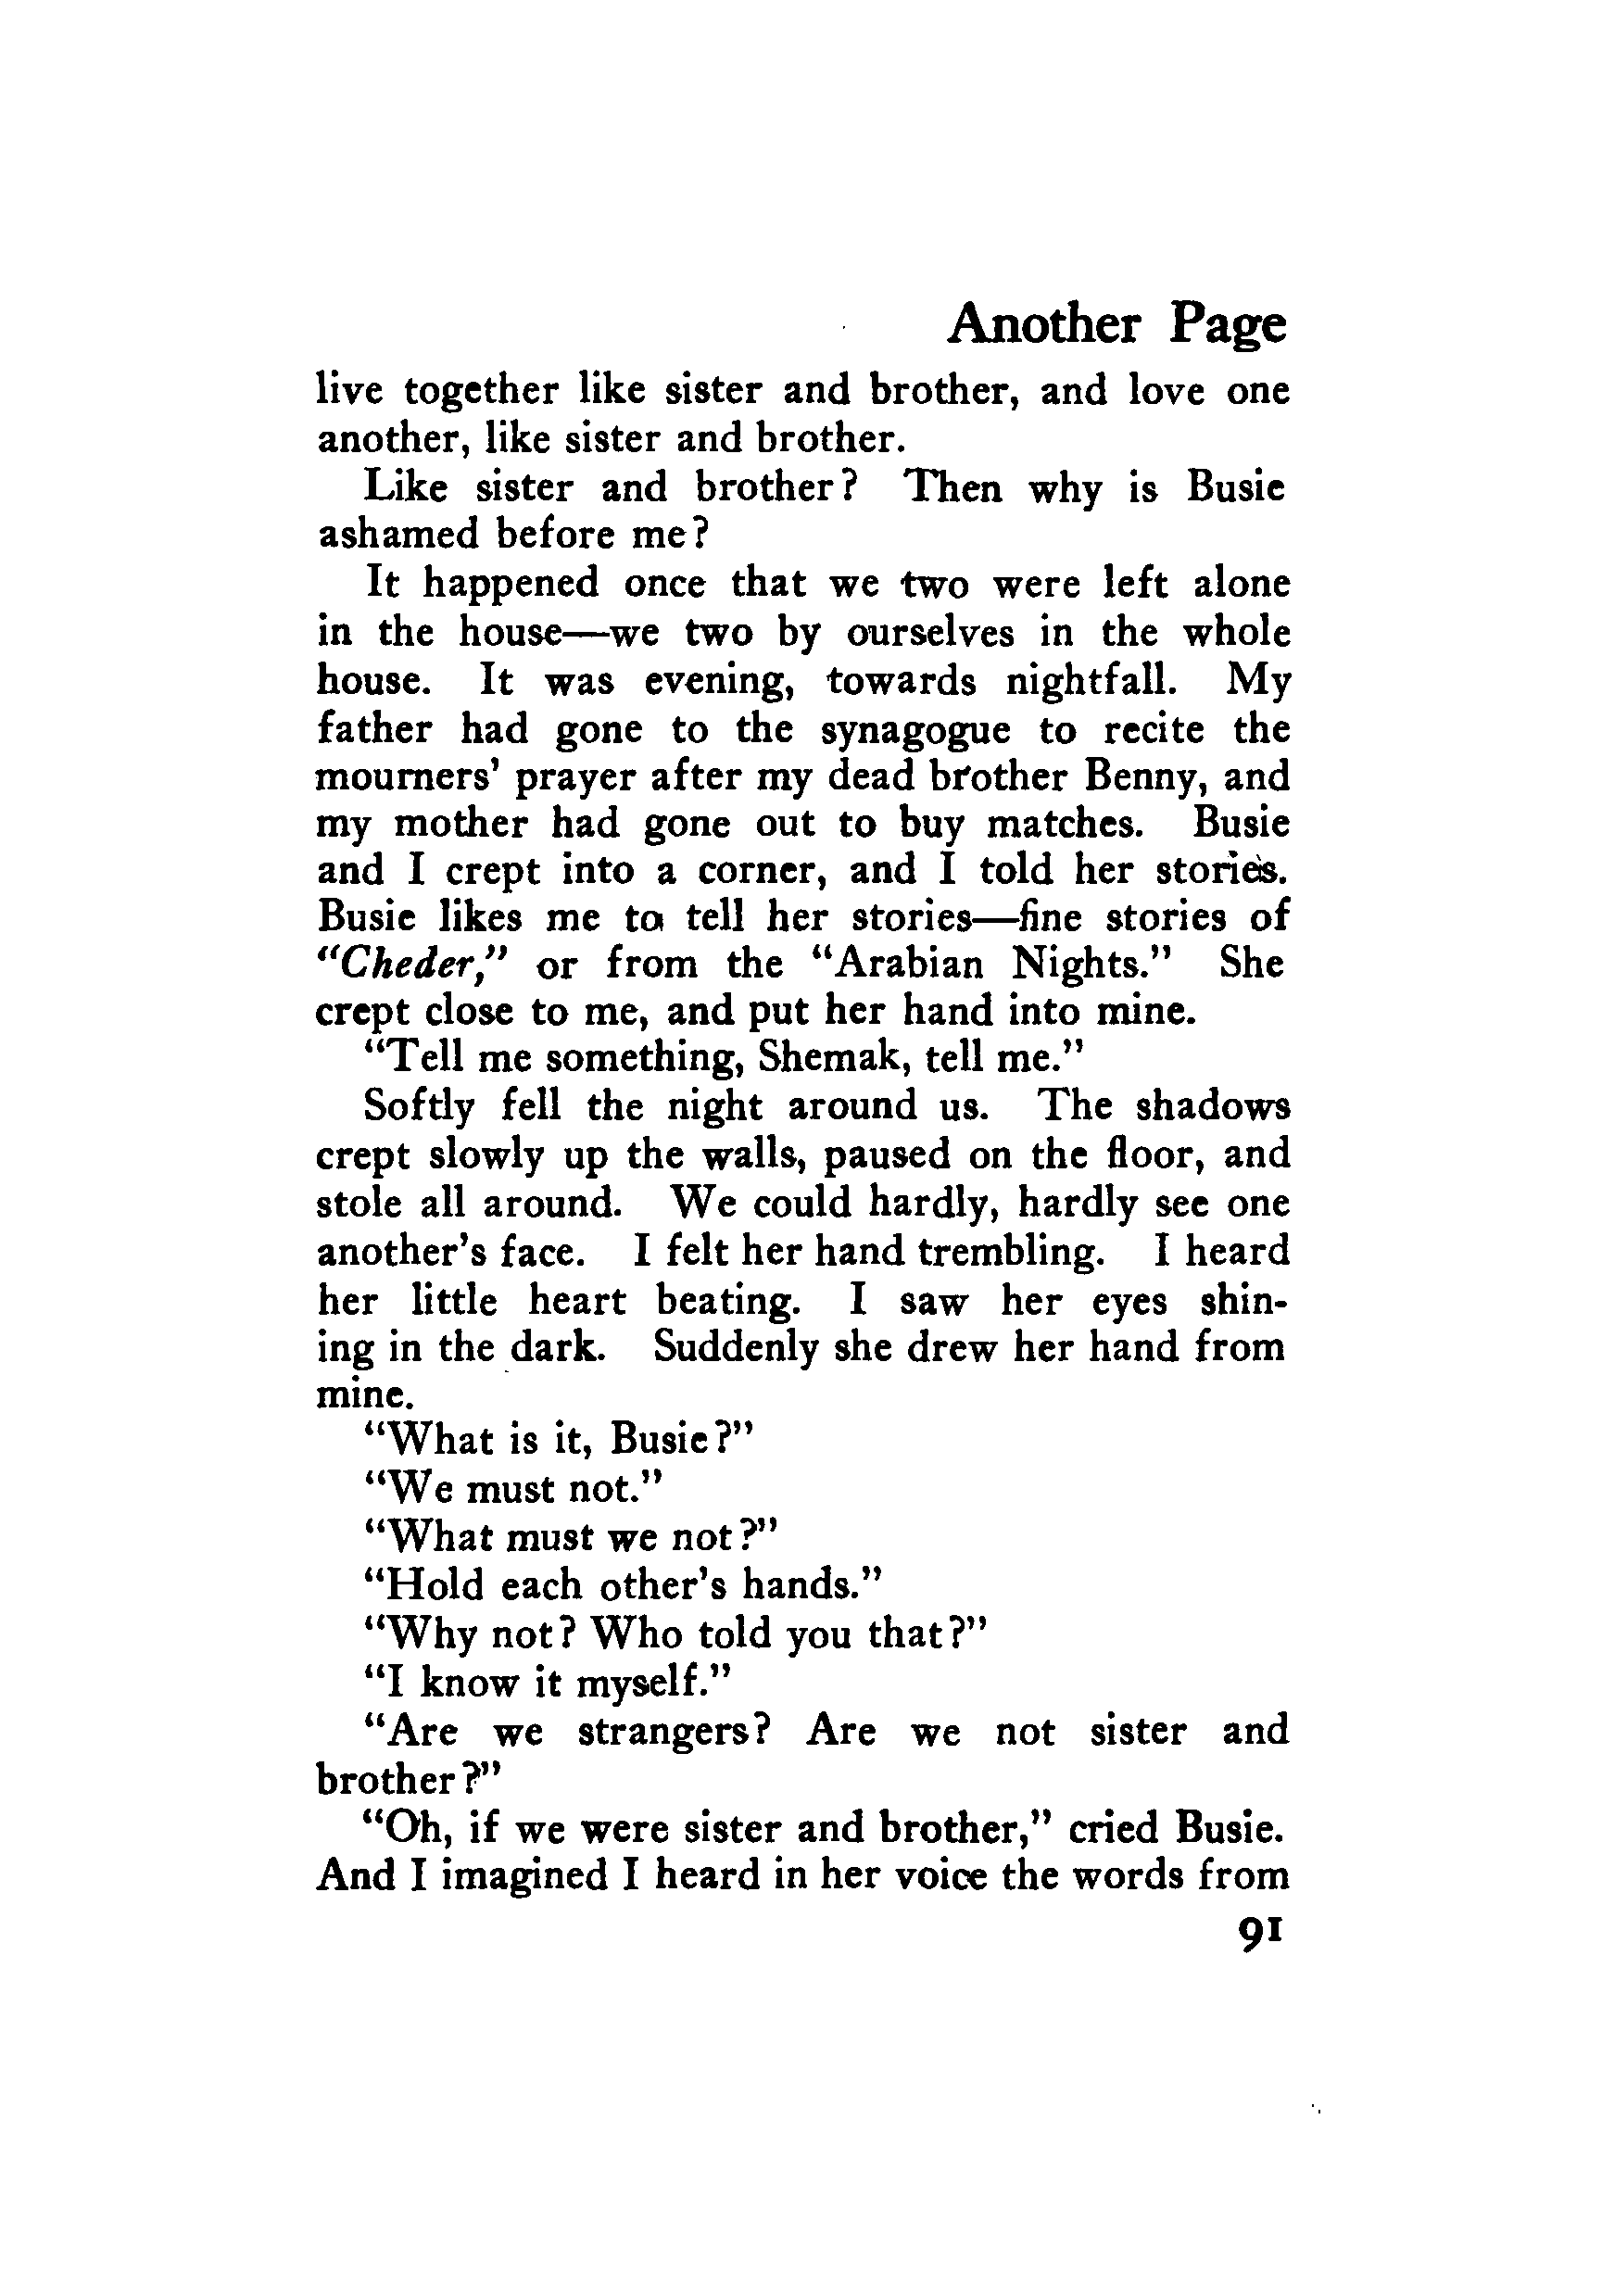 Another Page
live together like sister and brother, and love one
another, like sister and brother.
Like sister and brother? Then why is Busie
ashamed before me?
It happened once that we two were left alone
in the house—we two by ourselves in the whole
house. It was evening, towards nightfall. My
father had gone to the synagogue to recite the
mourners' prayer after my dead brother Benny, and
my mother had gone out to buy matches. Busie
and I crept into a corner, and I told her stories.
Busie likes me to tell her stories—fine stories of
"Cheder," or from the "Arabian Nights." She
crept close to me, and put her hand into mine.
"Tell me something, Shemak, tell me."
Softly fell the night around us. The shadows
crept slowly up the walls, paused on the floor, and
stole all around. We could hardly, hardly see one
another's face. I felt her hand trembling. I heard
her little heart beating. I saw her eyes shin-
ing in the dark. Suddenly she drew her hand from
mine.
"What is it, Busie?"
"We must not."
"What must we not?"
"Hold each other's hands."
"Why not? Who told you that?"
"I know it myself."
"Are we strangers? Are we not sister and
brother?"
"Oh, if we were sister and brother," cried Busie.
And I imagined I heard in her voice the words from
91